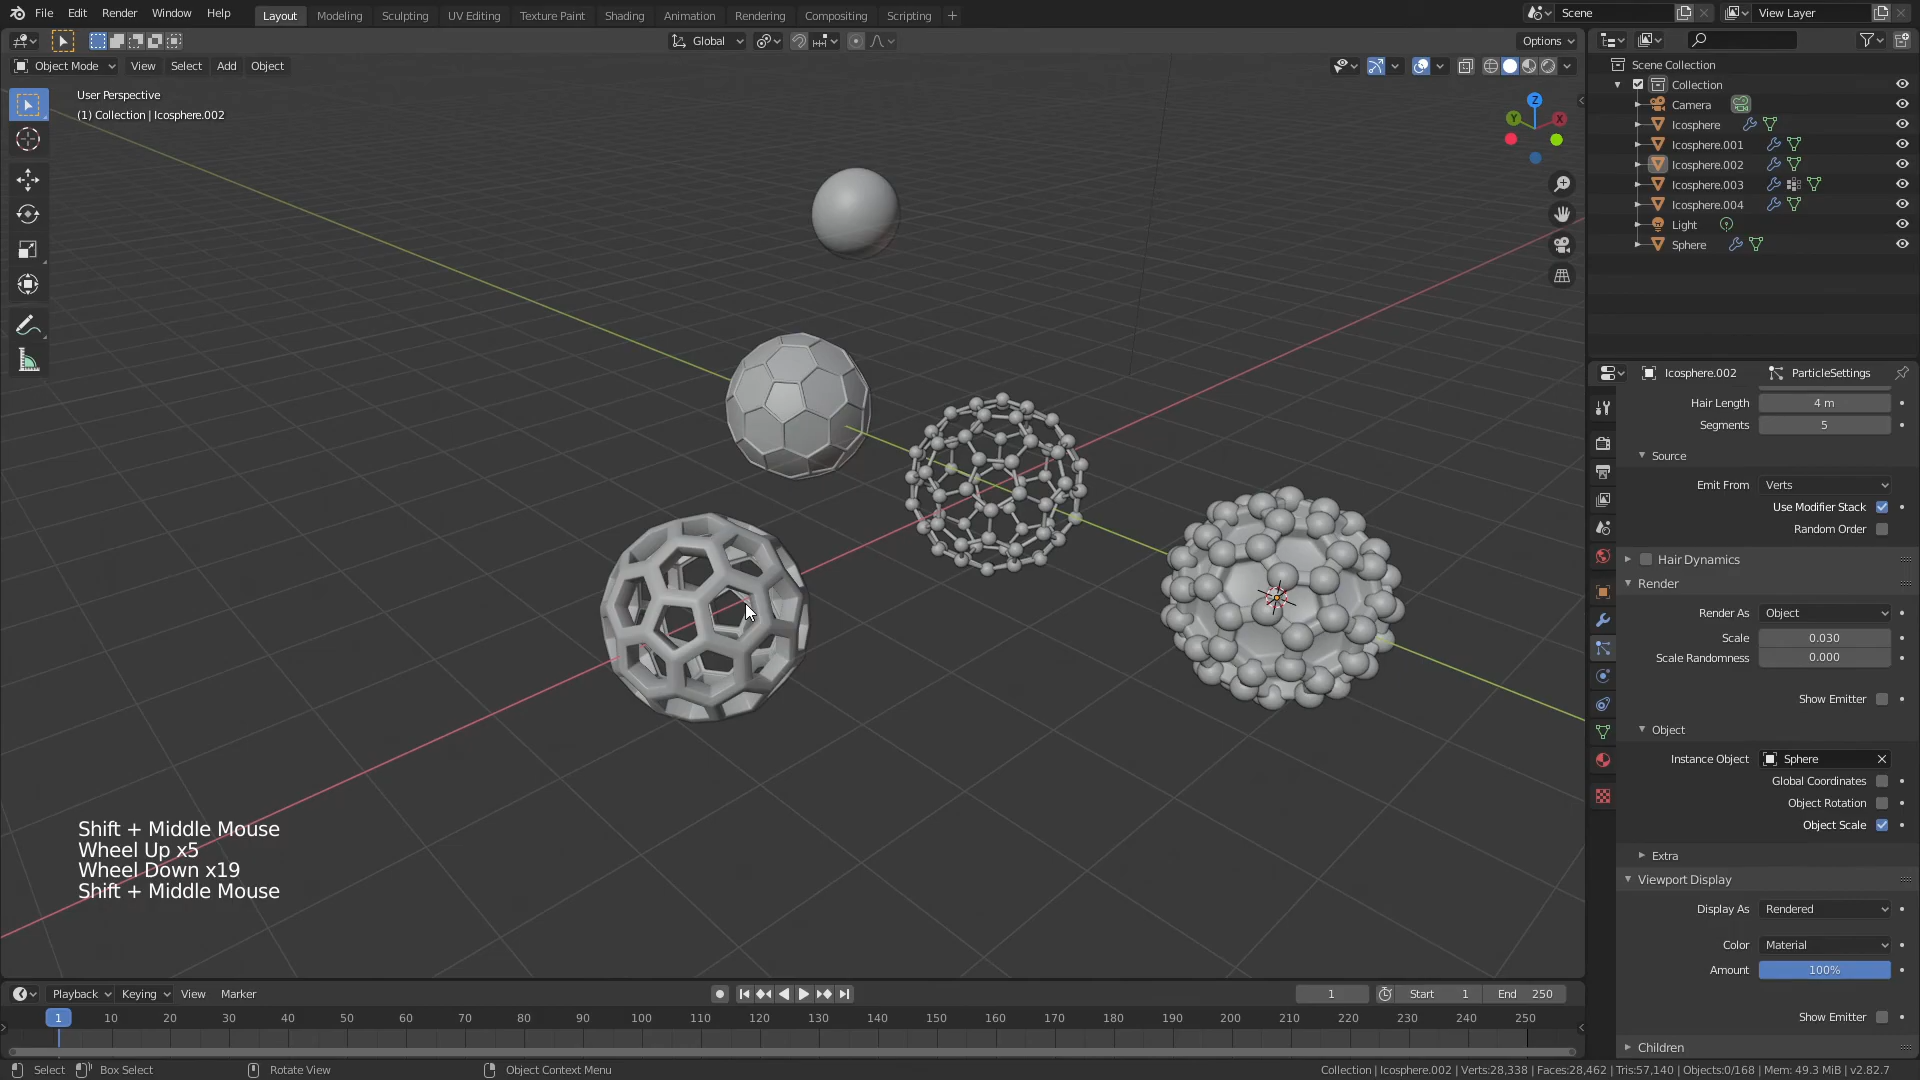 File Edit Render Window Help
Layout Modeling Sculpting UV Editing Texture Paint Shading Animation Rendering Compositing Scripting +
Scene
View Layer
Global
Options
Object Mode View Select Add Object
User Perspective
(1) Collection | Icosphere.002
Z
Y
X
Scene Collection
Collection
Camera
Icosphere
Icosphere.001
Icosphere.002
Icosphere.003
Icosphere.004
Light
Sphere
Icosphere.002 ParticleSettings
Hair Length 4 m
Segments 5
Source
Emit From Verts
Use Modifier Stack
Random Order
Hair Dynamics
Render
Render As Object
Scale 0.030
Scale Randomness 0.000
Show Emitter
Object
Instance Object Sphere
Global Coordinates
Object Rotation
Object Scale
Extra
Viewport Display
Display As Rendered
Color Material
Amount 100%
Show Emitter
Children
Shift + Middle Mouse
Wheel Up x5
Wheel Down x19
Shift + Middle Mouse
Playback Keying View Marker
1 Start 1 End 250
1 10 20 30 40 50 60 70 80 90 100 110 120 130 140 150 160 170 180 190 200 210 220 230 240 250
Select Box Select Rotate View Object Context Menu
Collection | Icosphere.002 | Verts:28,338 | Faces:28,462 | Tris:57,140 | Objects:0/168 | Mem: 49.3 MiB | v2.82.7